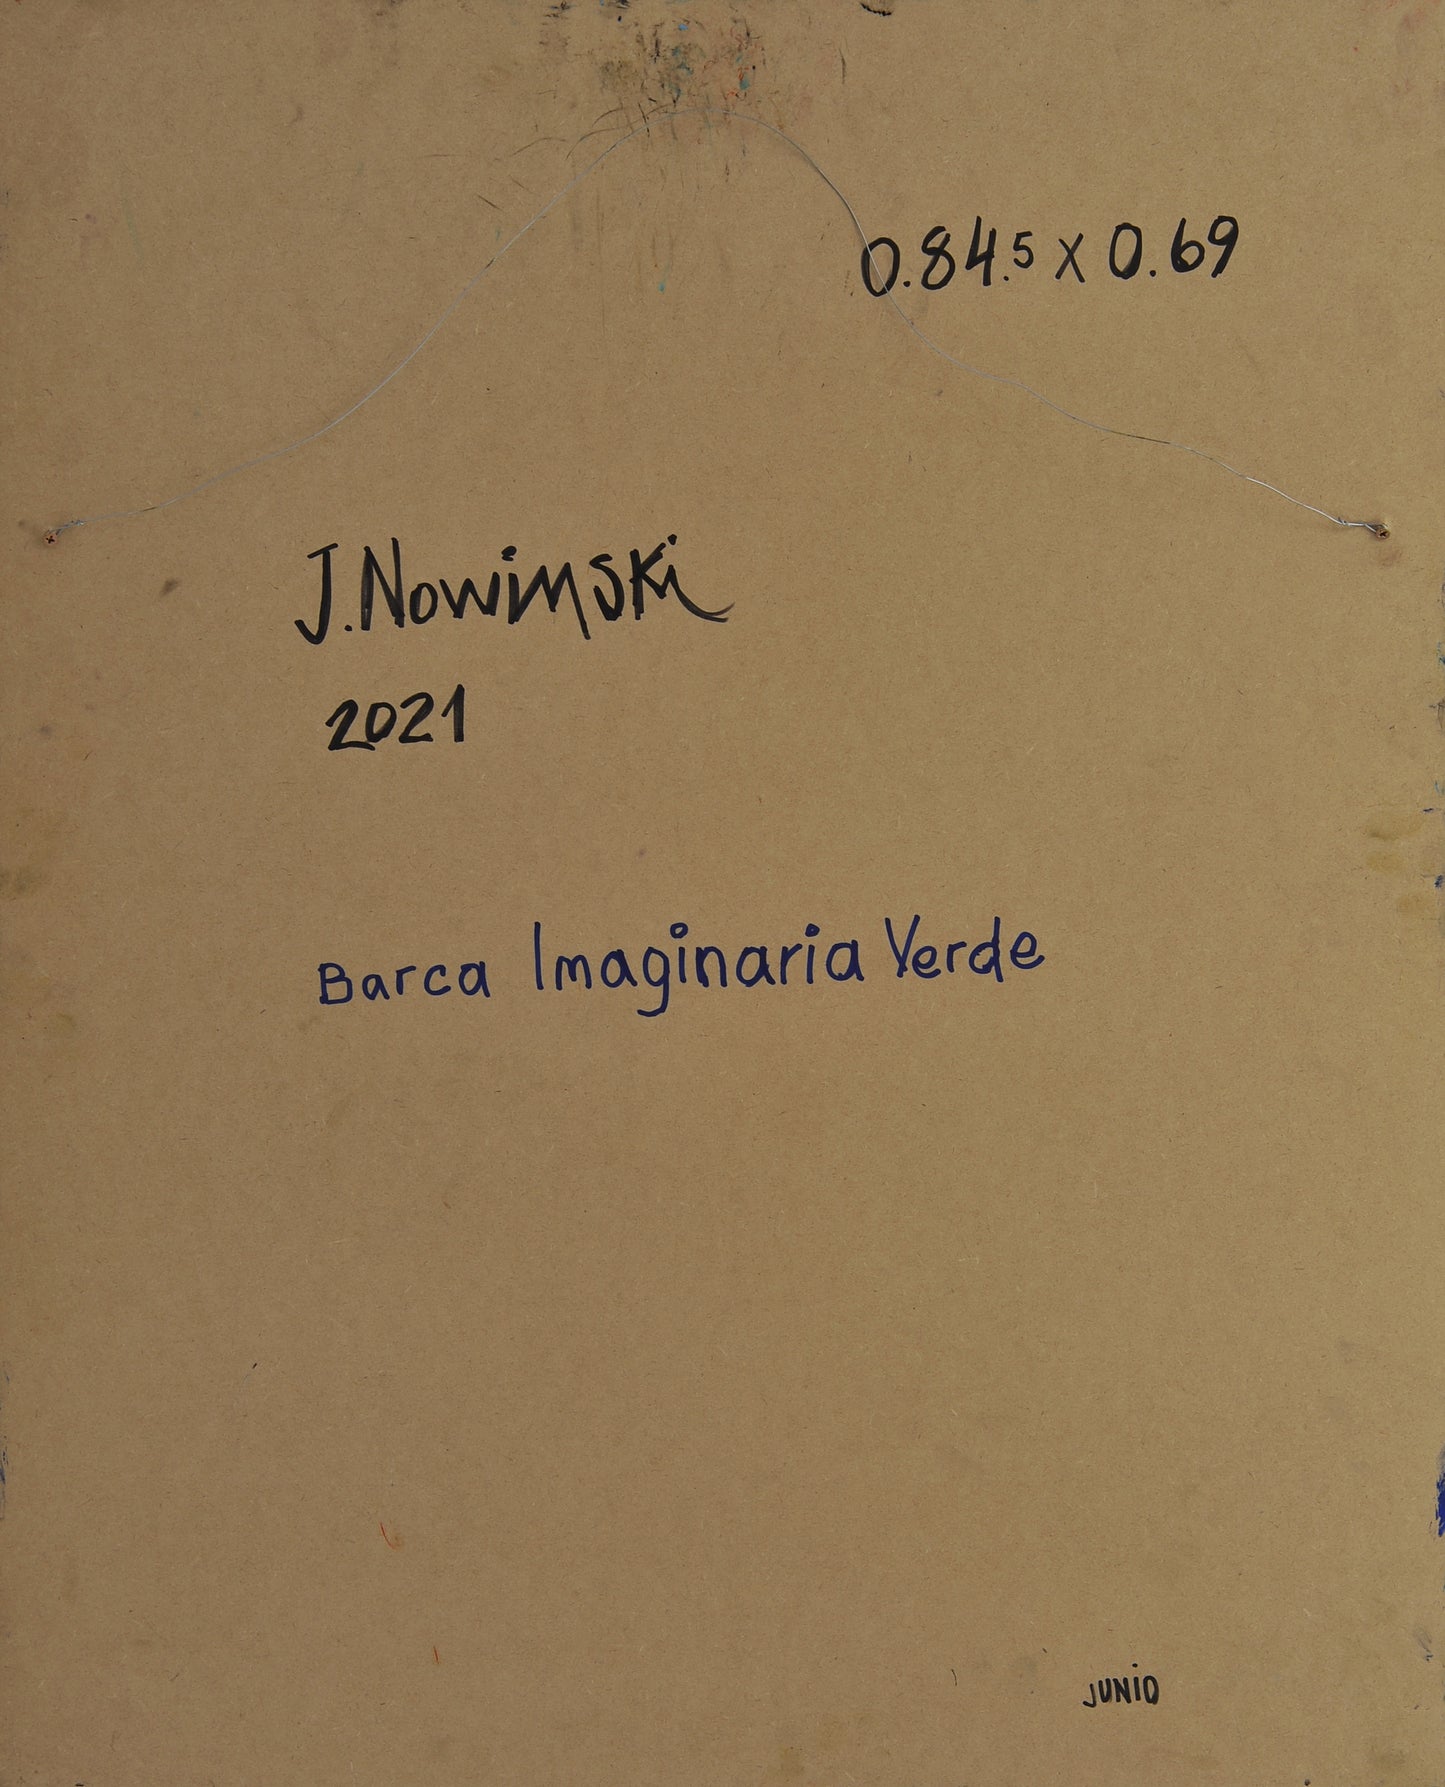 0.84.5 x 0.69
J. Nowinski
2021
Barca Imaginaria Verde
JUNIO